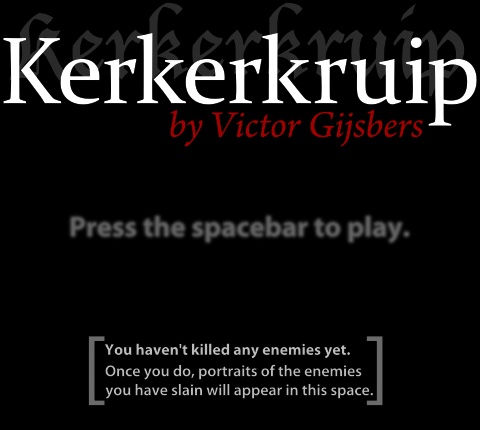 Kerkerkruip
Kerkerkruip
by Victor Gijsbers
Press the spacebar to play.
You haven't killed any enemies yet.
Once you do, portraits of the enemies
you have slain will appear in this space.